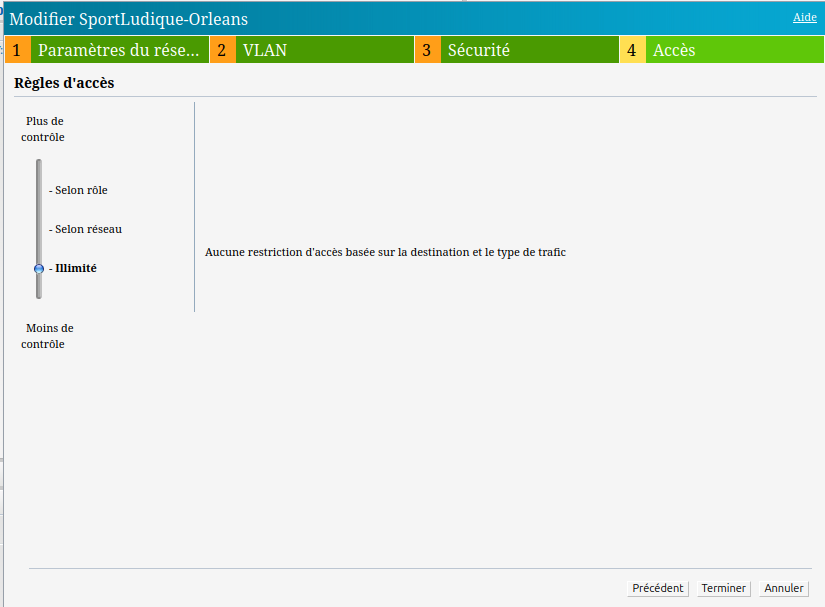 Modifier SportLudique-Orleans
Aide
1 Paramètres du rése... 2 VLAN 3 Sécurité 4 Accès
Règles d'accès
Plus de
contrôle
- Selon rôle
- Selon réseau
Aucune restriction d'accès basée sur la destination et le type de trafic
- Illimité
Moins de
contrôle
Précédent Terminer Annuler